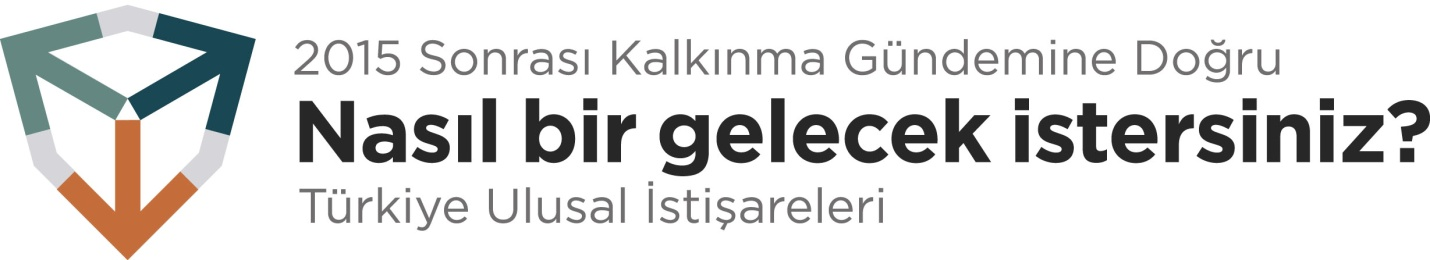 2015 Sonrası Kalkınma Gündemine Doğru
Nasıl bir gelecek istersiniz?
Türkiye Ulusal İstişareleri